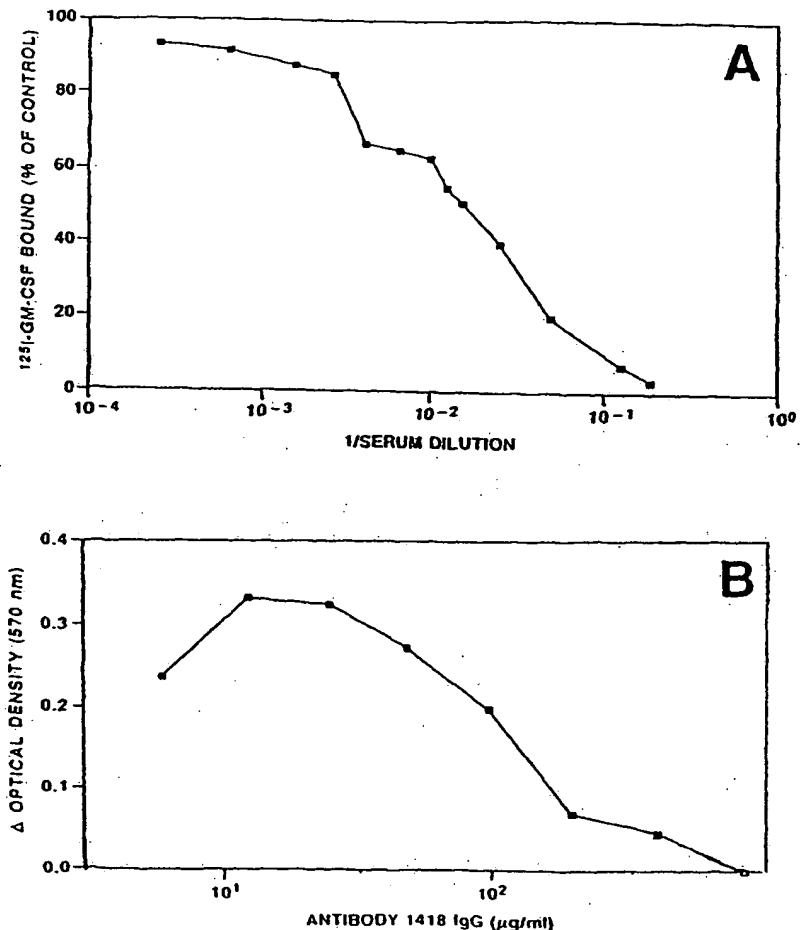 A
¹²⁵I-GM-CSF BOUND (% OF CONTROL)
100
80
60
40
20
0
10⁻⁴ 10⁻³ 10⁻² 10⁻¹ 10⁰
1/SERUM DILUTION
B
Δ OPTICAL DENSITY (570 nm)
0.4
0.3
0.2
0.1
0.0
10¹ 10²
ANTIBODY 1418 IgG (µg/ml)